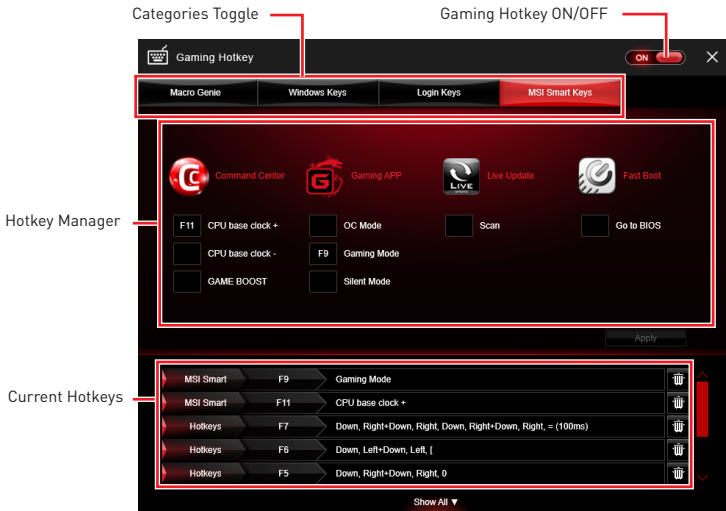 Categories Toggle
Gaming Hotkey ON/OFF
Gaming Hotkey
ON
Macro Genie
Windows Keys
Login Keys
MSI Smart Keys
Command Center
Gaming APP
LIVE
Live Update
Fast Boot
Hotkey Manager
F11 CPU base clock +
OC Mode
Scan
Go to BIOS
CPU base clock -
F9 Gaming Mode
GAME BOOST
Silent Mode
Apply
Current Hotkeys
MSI Smart F9 Gaming Mode
MSI Smart F11 CPU base clock +
Hotkeys F7 Down, Right+Down, Right, Down, Right+Down, Right, = (100ms)
Hotkeys F6 Down, Left+Down, Left, [
Hotkeys F5 Down, Right+Down, Right, 0
Show All ▼